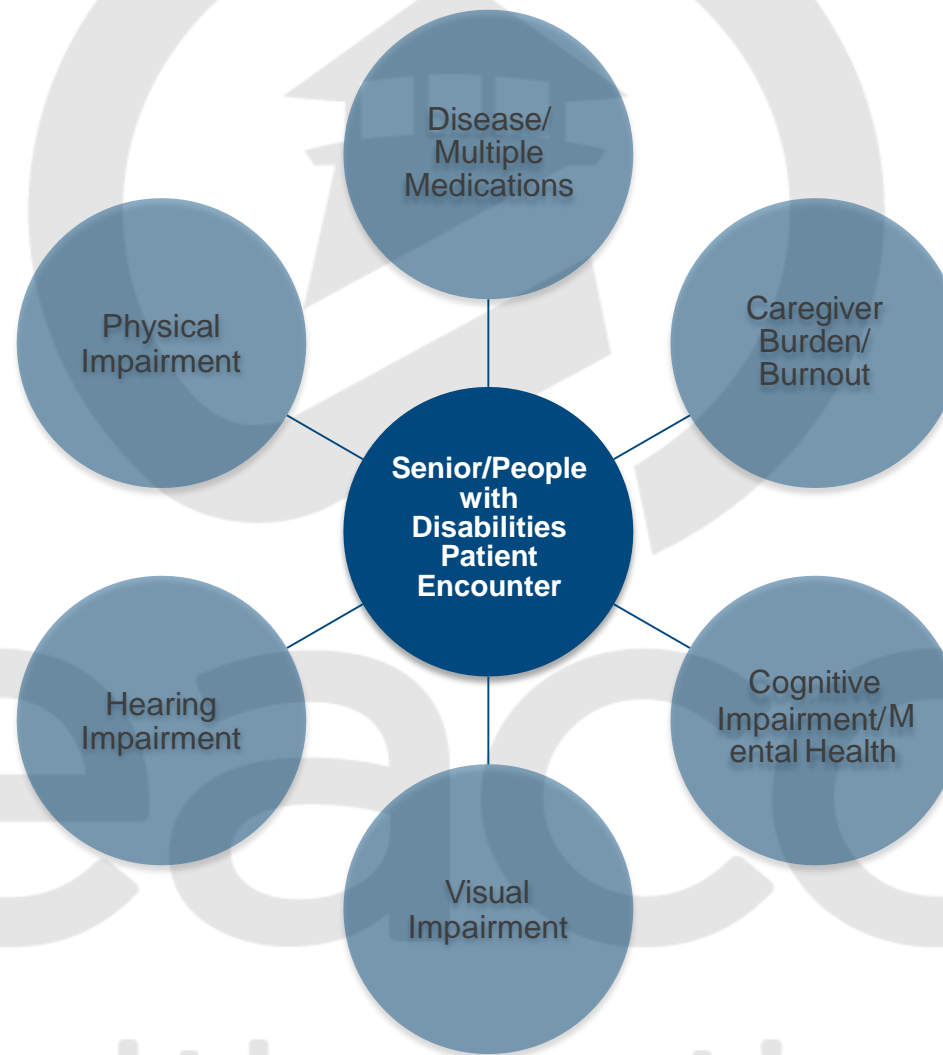 Disease/
Multiple
Medications
Caregiver
Burden/
Burnout
Cognitive
Impairment/M
ental Health
Visual
Impairment
Hearing
Impairment
Physical
Impairment
Senior/People
with
Disabilities
Patient
Encounter